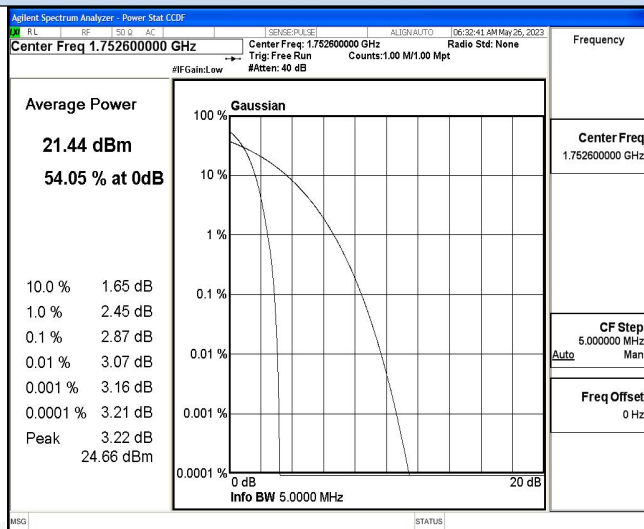 Agilent Spectrum Analyzer - Power Stat CCDF
LXI RL RF 50 Ω AC SENSE:PULSE ALIGN AUTO 06:32:41 AM May 26, 2023
Center Freq 1.752600000 GHz
Center Freq: 1.752600000 GHz Radio Std: None
Trig: Free Run Counts:1.00 M/1.00 Mpt
#IFGain:Low #Atten: 40 dB
Frequency
Average Power
21.44 dBm
54.05 % at 0dB
10.0 % 1.65 dB
1.0 % 2.45 dB
0.1 % 2.87 dB
0.01 % 3.07 dB
0.001 % 3.16 dB
0.0001 % 3.21 dB
Peak 3.22 dB
24.66 dBm
Gaussian
100 %
10 %
1 %
0.1 %
0.01 %
0.001 %
0.0001 %
0 dB 20 dB
Info BW 5.0000 MHz
Center Freq
1.752600000 GHz
CF Step
5.000000 MHz
Auto Man
Freq Offset
0 Hz
MSG STATUS